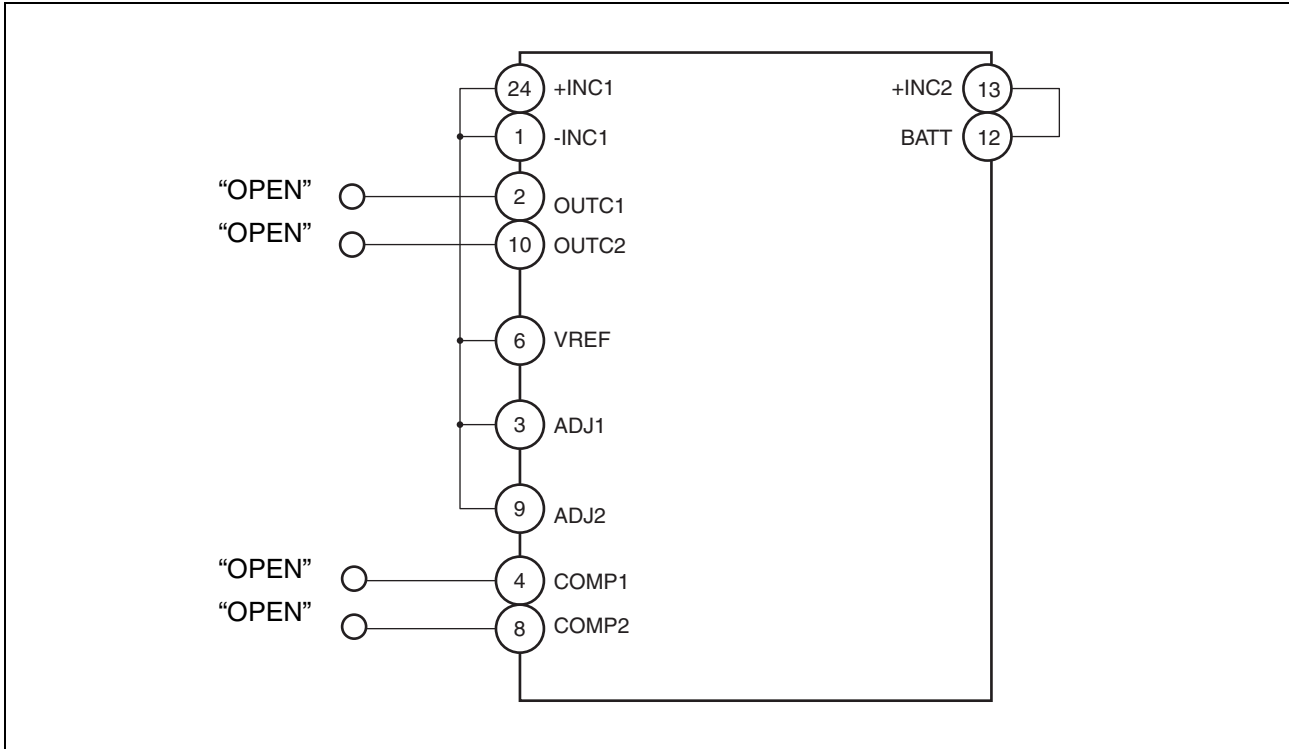 24 +INC1 +INC2 13
1 -INC1 BATT 12
“OPEN” 2 OUTC1
“OPEN” 10 OUTC2
6 VREF
3 ADJ1
9 ADJ2
“OPEN” 4 COMP1
“OPEN” 8 COMP2